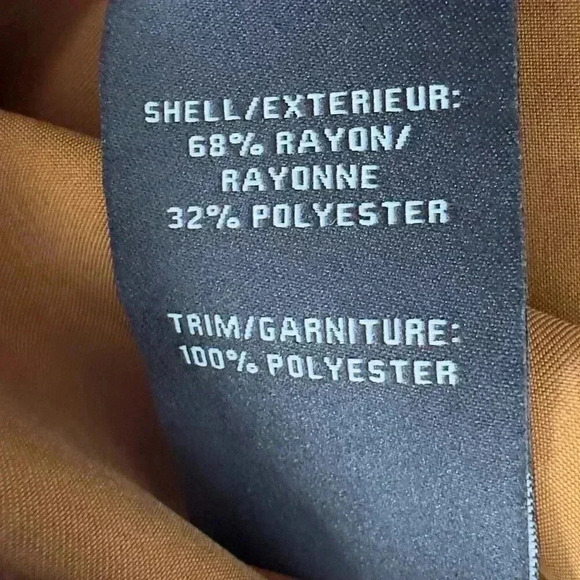 SHELL/EXTERIEUR:
68% RAYON/
RAYONNE
32% POLYESTER
TRIM/GARNITURE:
100% POLYESTER